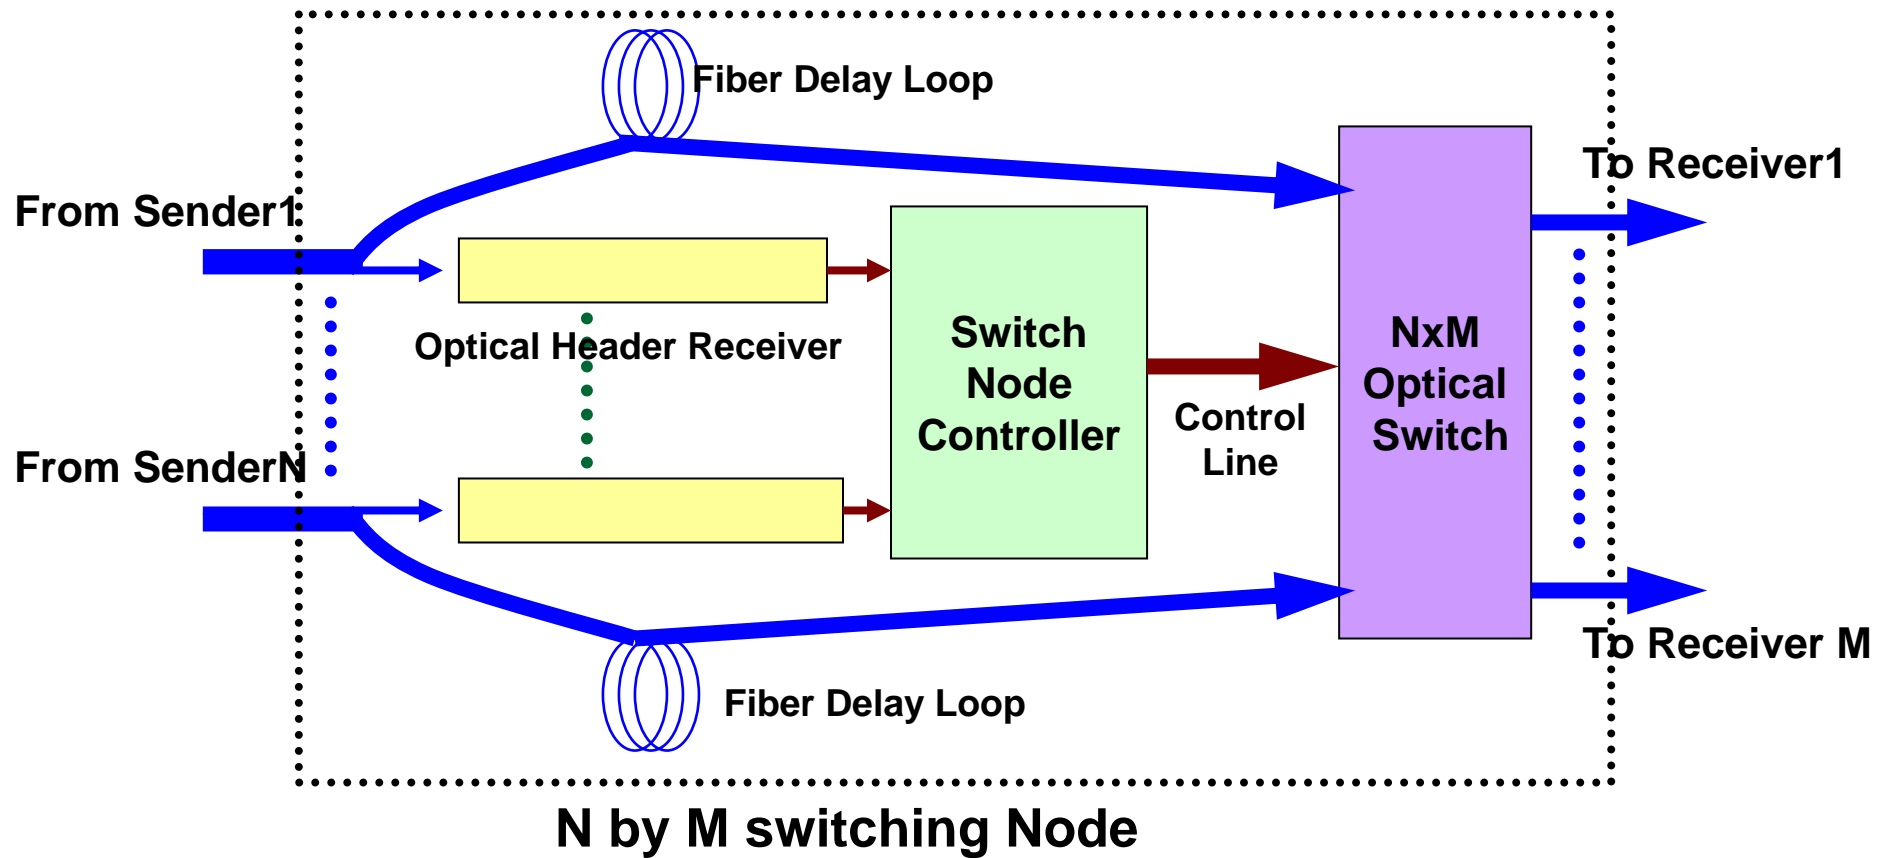 Fiber Delay Loop
To Receiver1
From Sender1
Optical Header Receiver
Switch
Node
Controller
Control
Line
NxM
Optical
Switch
From SenderN
To Receiver M
Fiber Delay Loop
N by M switching Node